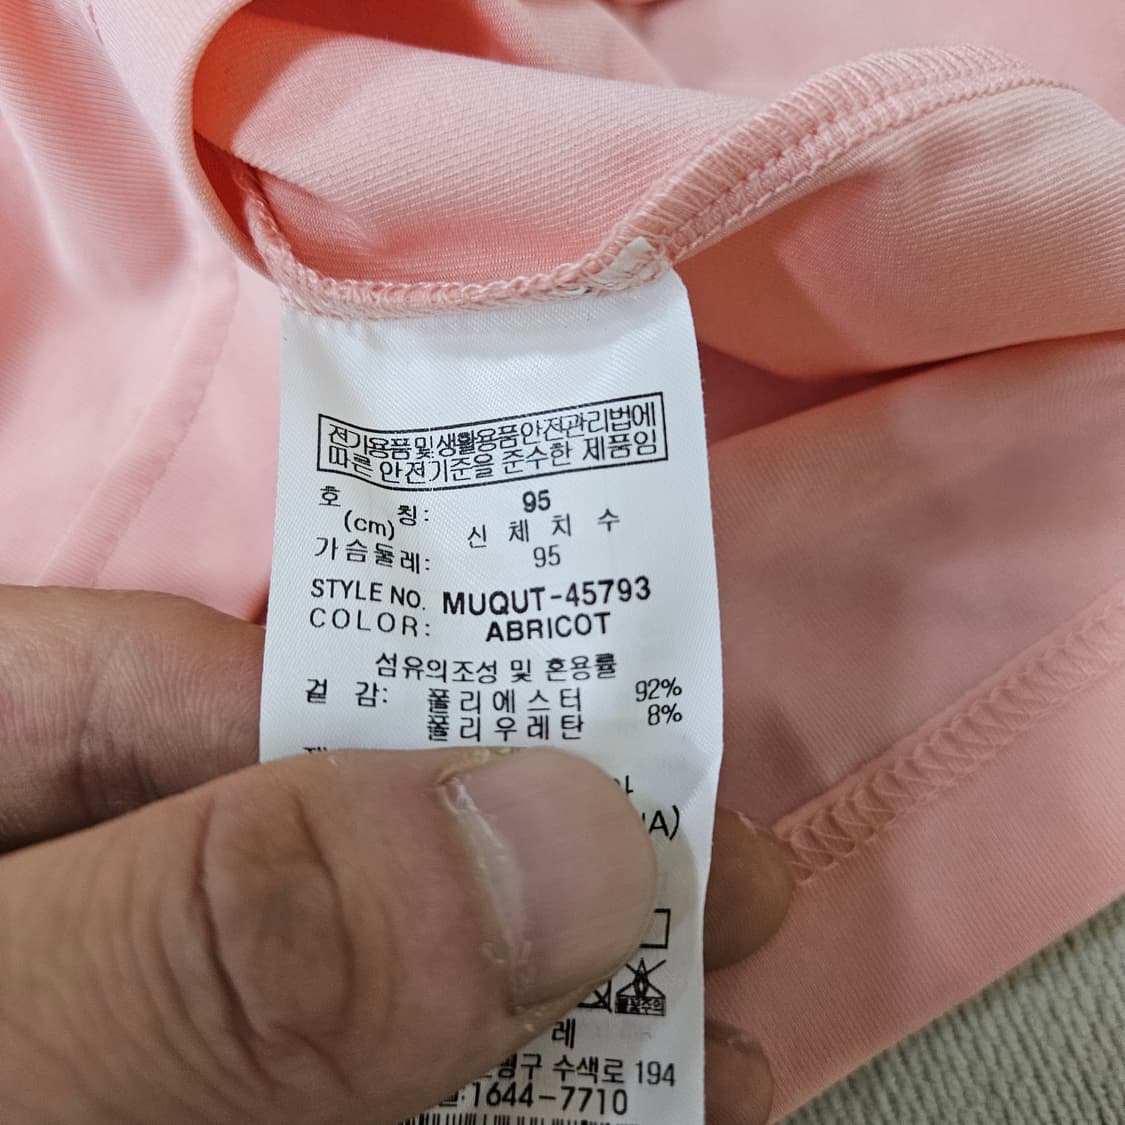 전기용품 및 생활용품안전관리법에
따른 안전기준을 준수한 제품임
호 칭: 95
(cm) 신 체 치 수
가슴둘레: 95
STYLE NO. MUQUT-45793
COLOR: ABRICOT
섬유의조성 및 혼용률
겉 감: 폴리에스터 92%
폴리우레탄 8%
수색로 194
1644-7710